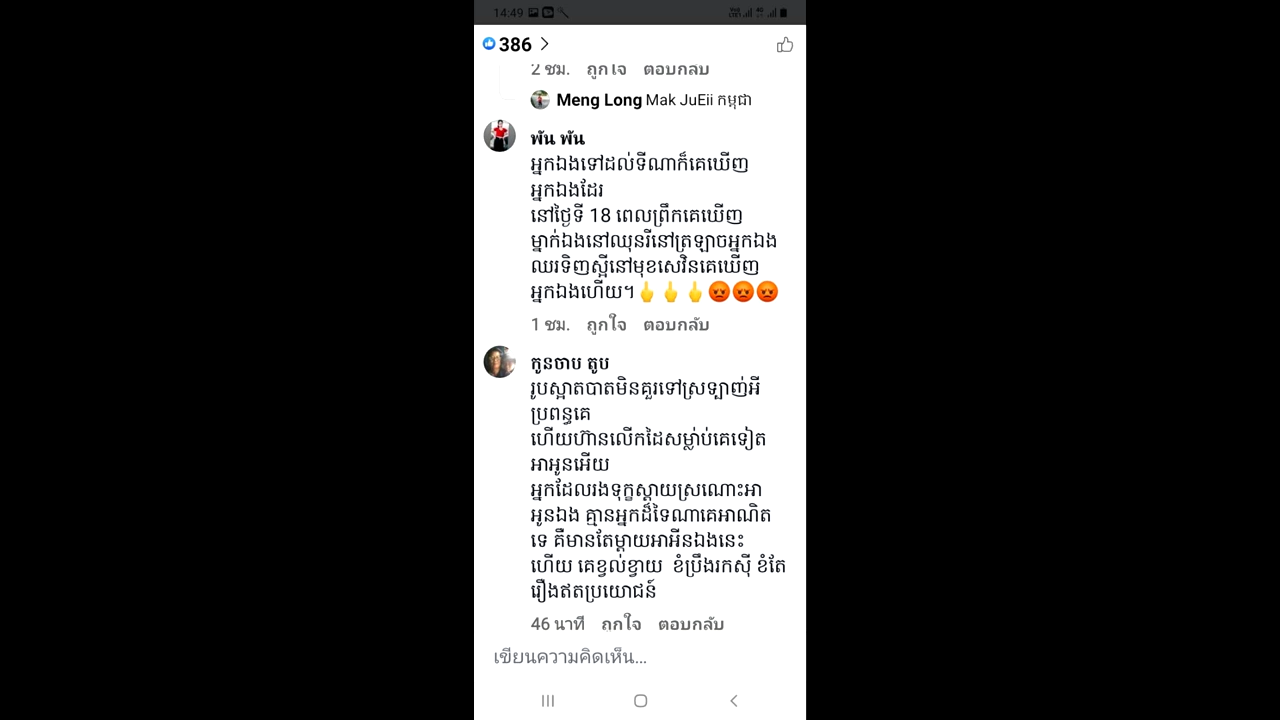 14:49
386
2 ชม. ถูกใจ ตอบกลับ
Meng Long Mak JuEii កម្ពុជា
พัน พัน
អ្នកឯងទៅដល់ទីណាក៏គេឃើញ
អ្នកឯងដែរ
នៅថ្ងៃទី 18 ពេលព្រឹកគេឃើញ
ម្នាក់ឯងនៅឈុនរីនៅត្រឡាចអ្នកឯង
ឈរទិញស្អីនៅមុខសេវិនគេឃើញ
អ្នកឯងហើយ។🖕🖕🖕😡😡😡
1 ชม. ถูกใจ ตอบกลับ
កូនចាប តូប
រូបស្អាតបាតមិនគួរទៅស្រទ្បាញ់អី
ប្រពន្ធគេ
ហើយហ៊ានលើកដៃសម្លា់ប់គេទៀត
អាអូនអើយ
អ្នកដែលរងទុក្ខស្ដាយស្រណោះអា
អូនឯង គ្មានអ្នកដ៏ទៃណាគេអាណិត
ទេ គឺមានតែម្ដាយអាអីនឯងនេះ
ហើយ គេខ្វល់ខ្វាយ ខំប្រឹងរកស៊ី ខំតែ
រឿងឥតប្រយោជន៍
46 นาที ถูกใจ ตอบกลับ
เขียนความคิดเห็น...